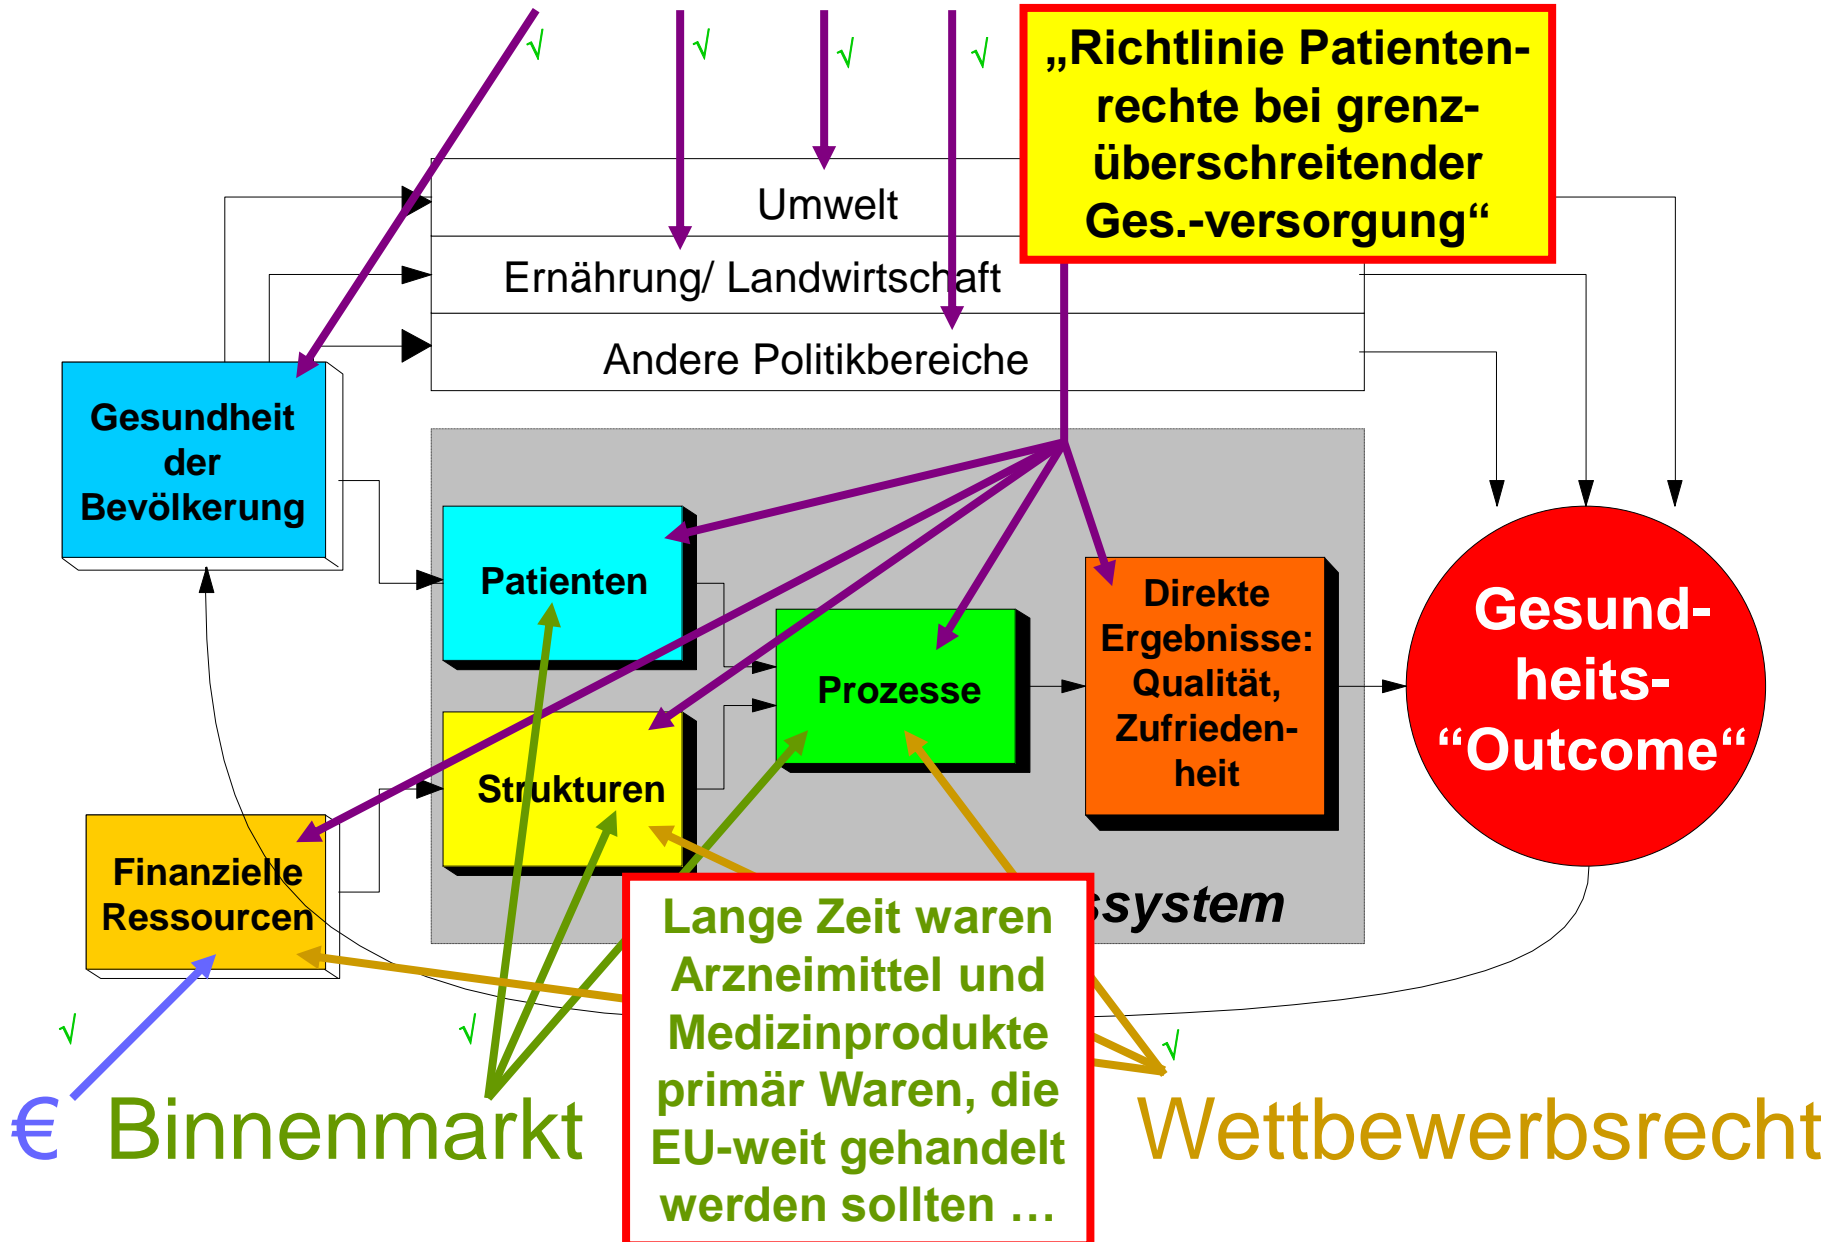 √ √ √ √
„Richtlinie Patienten-
rechte bei grenz-
überschreitender
Ges.-versorgung“
Umwelt
Ernährung/ Landwirtschaft
Andere Politikbereiche
Gesundheit
der
Bevölkerung
Patienten
Strukturen
Prozesse
Direkte
Ergebnisse:
Qualität,
Zufrieden-
heit
Gesund-
heits-
“Outcome“
Finanzielle
Ressourcen
ssystem
Lange Zeit waren
Arzneimittel und
Medizinprodukte
primär Waren, die
EU-weit gehandelt
werden sollten …
√ √ √
€ Binnenmarkt
Wettbewerbsrecht